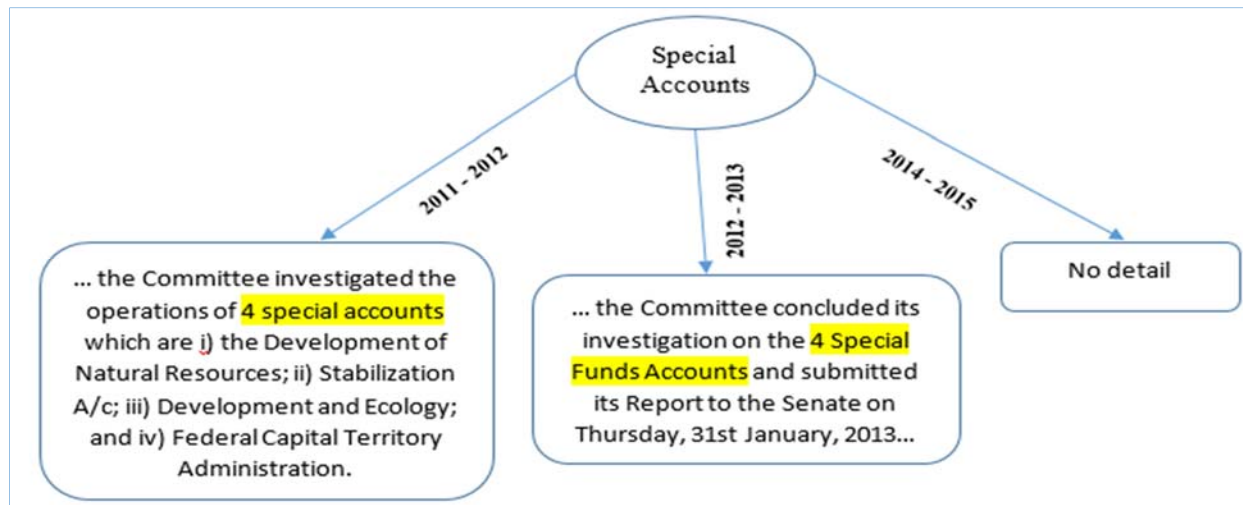 Special
Accounts
2011 - 2012
2012 - 2013
2014 - 2015
... the Committee investigated the
operations of 4 special accounts
which are i) the Development of
Natural Resources; ii) Stabilization
A/c; iii) Development and Ecology;
and iv) Federal Capital Territory
Administration.
... the Committee concluded its
investigation on the 4 Special
Funds Accounts and submitted
its Report to the Senate on
Thursday, 31st January, 2013...
No detail